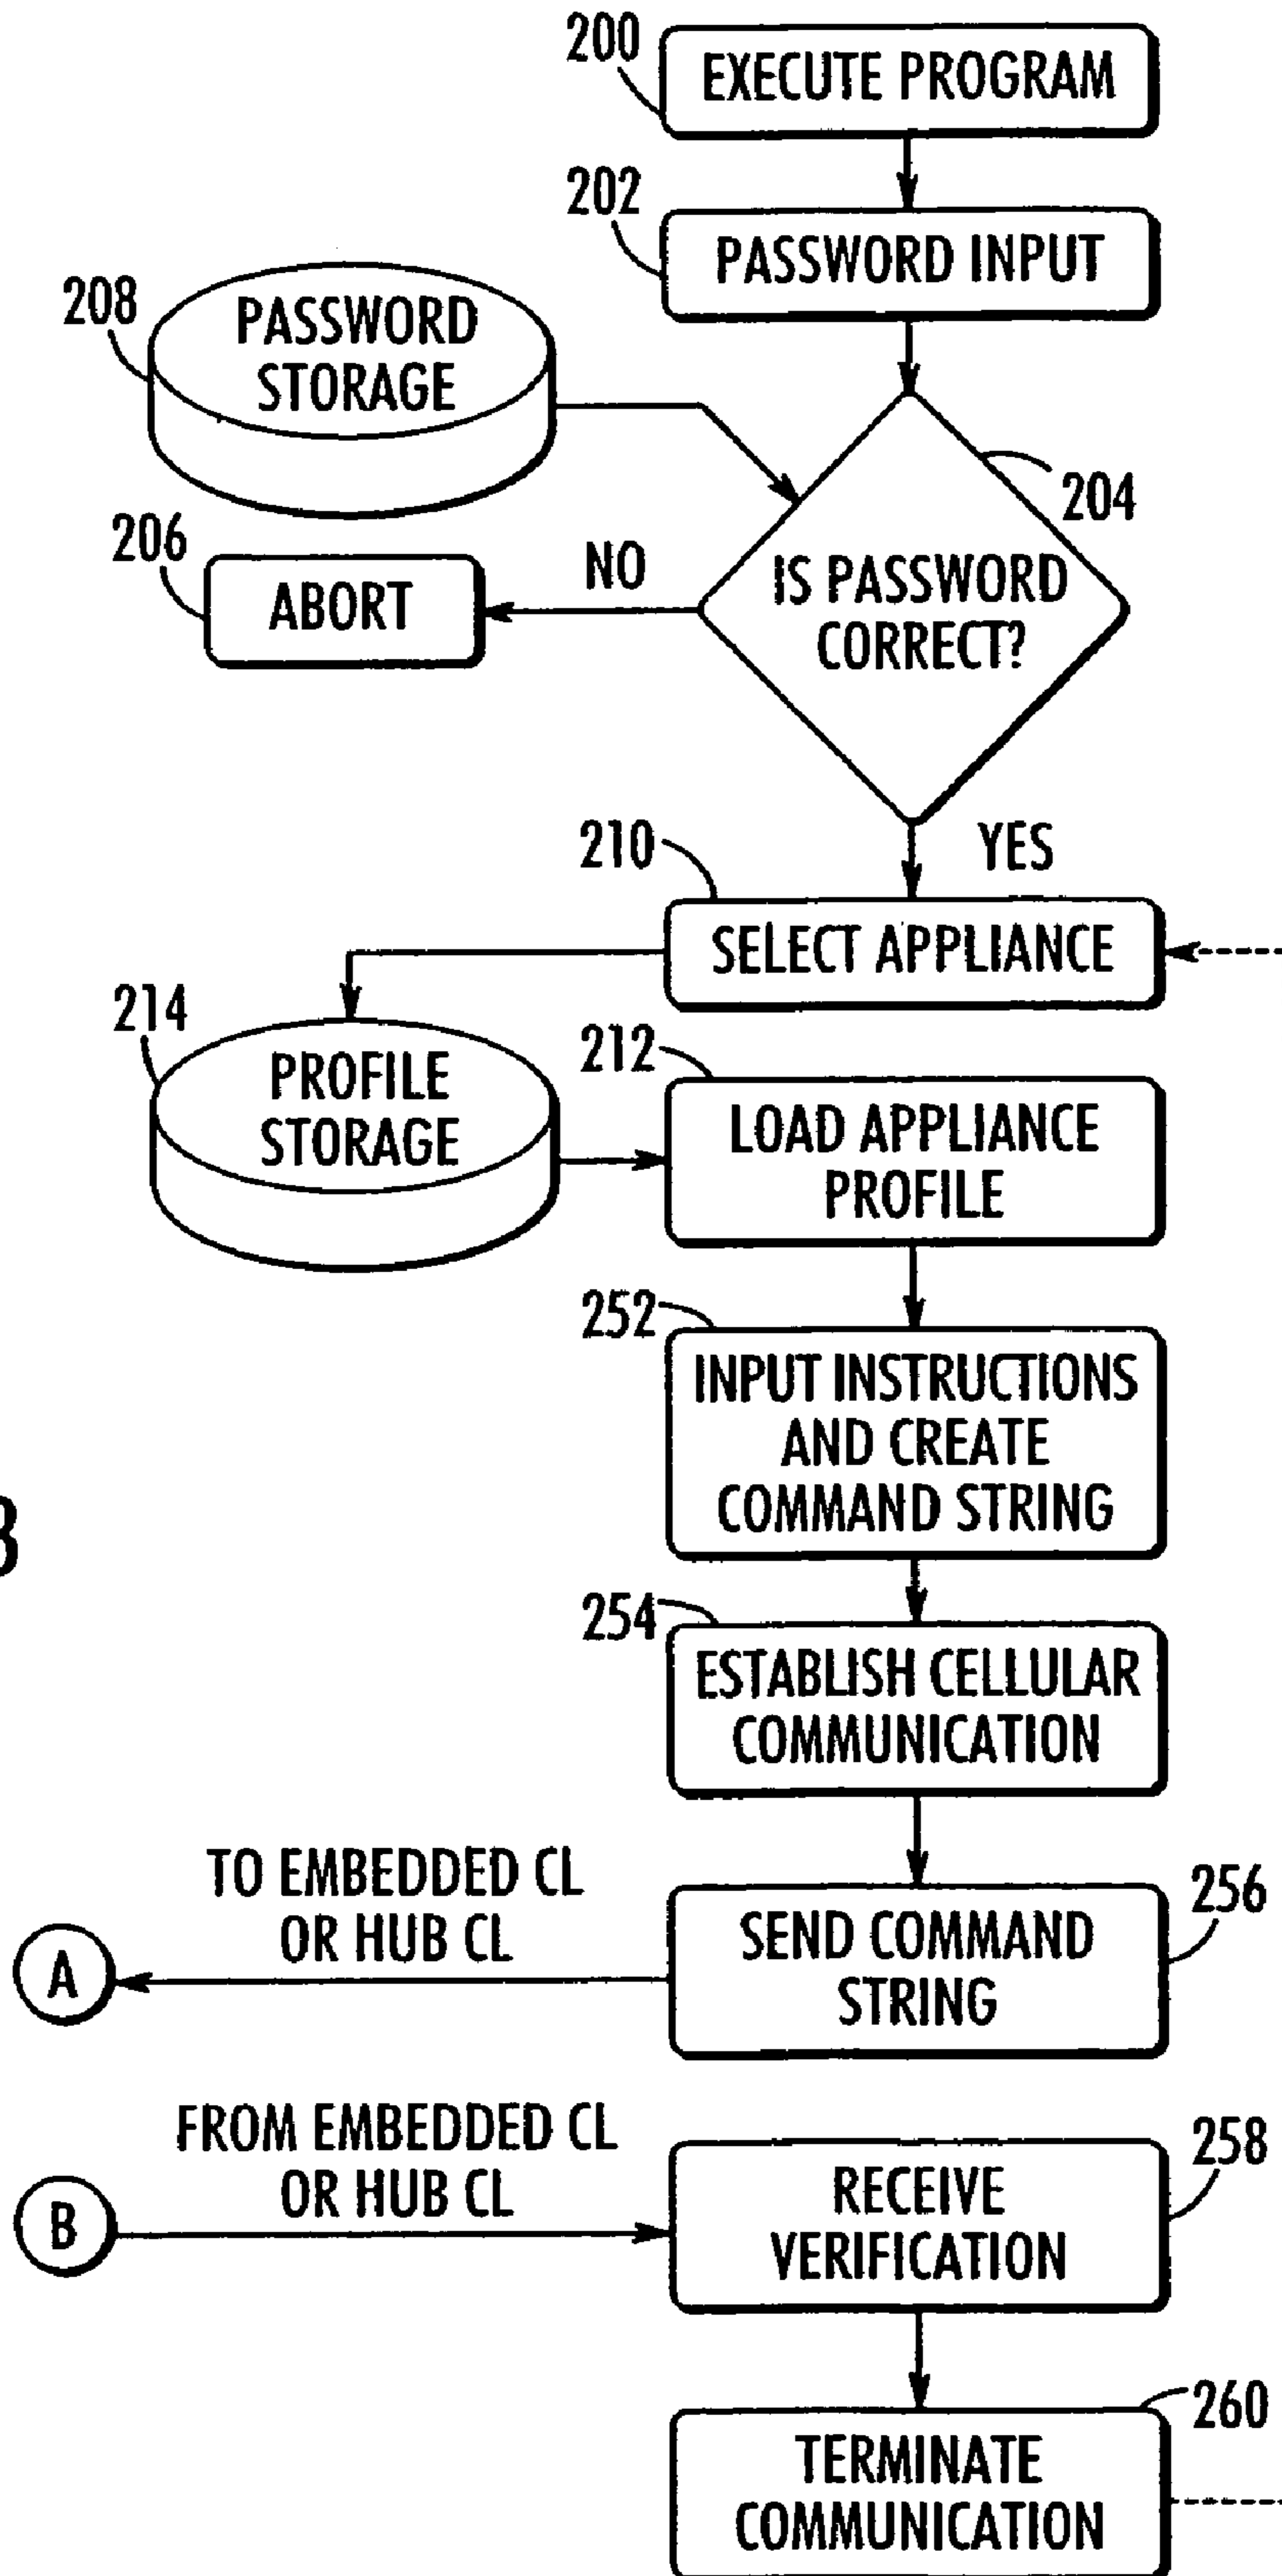 200
EXECUTE PROGRAM
202
PASSWORD INPUT
208
PASSWORD
STORAGE
204
206
ABORT
NO
IS PASSWORD
CORRECT?
YES
210
SELECT APPLIANCE
214
PROFILE
STORAGE
212
LOAD APPLIANCE
PROFILE
252
INPUT INSTRUCTIONS
AND CREATE
COMMAND STRING
254
ESTABLISH CELLULAR
COMMUNICATION
TO EMBEDDED CL
OR HUB CL
A
256
SEND COMMAND
STRING
FROM EMBEDDED CL
OR HUB CL
B
258
RECEIVE
VERIFICATION
260
TERMINATE
COMMUNICATION